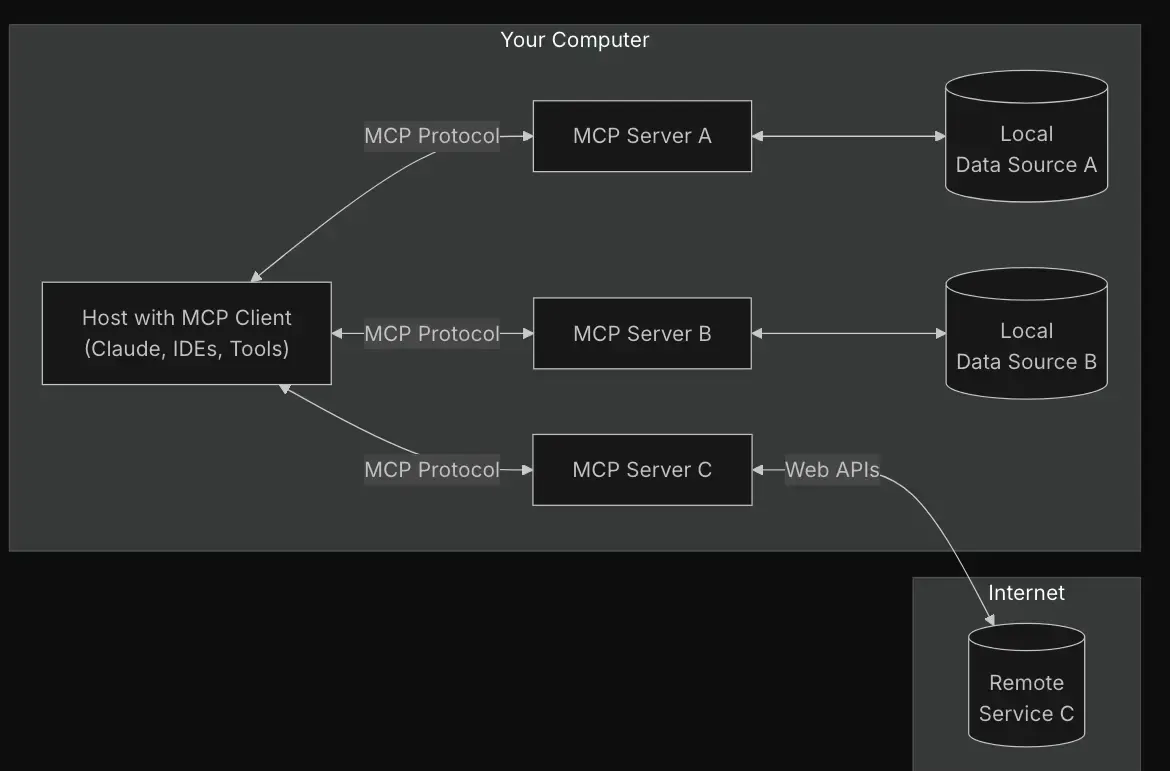 Your Computer
MCP Protocol
MCP Server A
Local
Data Source A
Host with MCP Client
(Claude, IDEs, Tools)
MCP Protocol
MCP Server B
Local
Data Source B
MCP Protocol
MCP Server C
Web APIs
Internet
Remote
Service C